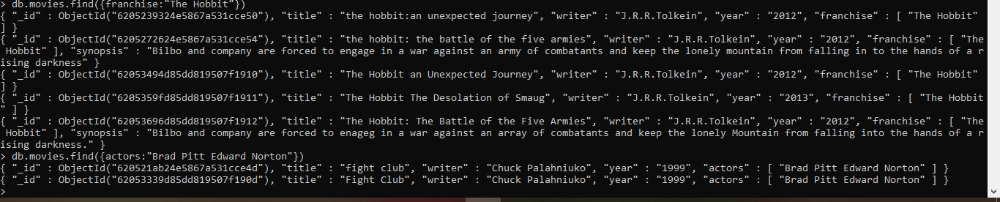 > db.movies.find({franchise:"The Hobbit"})
{ "_id" : ObjectId("6205239324e5867a531cce50"), "title" : "the hobbit:an unexpected journey", "writer" : "J.R.R.Tolkein", "year" : "2012", "franchise" : [ "The Hobbit"
] }
{ "_id" : ObjectId("6205272624e5867a531cce54"), "title" : "the hobbit: the battle of the five armies", "writer" : "J.R.R.Tolkein", "year" : "2012", "franchise" : [ "The
 Hobbit" ], "synopsis" : "Bilbo and company are forced to engage in a war against an army of combatants and keep the lonely mountain from falling in to the hands of a r
ising darkness" }
{ "_id" : ObjectId("62053494d85dd819507f1910"), "title" : "The Hobbit an Unexpected Journey", "writer" : "J.R.R.Tolkein", "year" : "2012", "franchise" : [ "The Hobbit"
] }
{ "_id" : ObjectId("6205359fd85dd819507f1911"), "title" : "The Hobbit The Desolation of Smaug", "writer" : "J.R.R.Tolkein", "year" : "2013", "franchise" : [ "The Hobbit
" ] }
{ "_id" : ObjectId("62053696d85dd819507f1912"), "title" : "The Hobbit: The Battle of the Five Armies", "writer" : "J.R.R.Tolkein", "year" : "2012", "franchise" : [ "The
 Hobbit" ], "synopsis" : "Bilbo and company are forced to enageg in a war against an array of combatants and keep the lonely Mountain from falling into the hands of a r
ising darkness." }
> db.movies.find({actors:"Brad Pitt Edward Norton"})
{ "_id" : ObjectId("620521ab24e5867a531cce4d"), "title" : "fight club", "writer" : "Chuck Palahniuko", "year" : "1999", "actors" : [ "Brad Pitt Edward Norton" ] }
{ "_id" : ObjectId("62053339d85dd819507f190d"), "title" : "Fight Club", "writer" : "Chuck Palahniuko", "year" : "1999", "actors" : [ "Brad Pitt Edward Norton" ] }
>